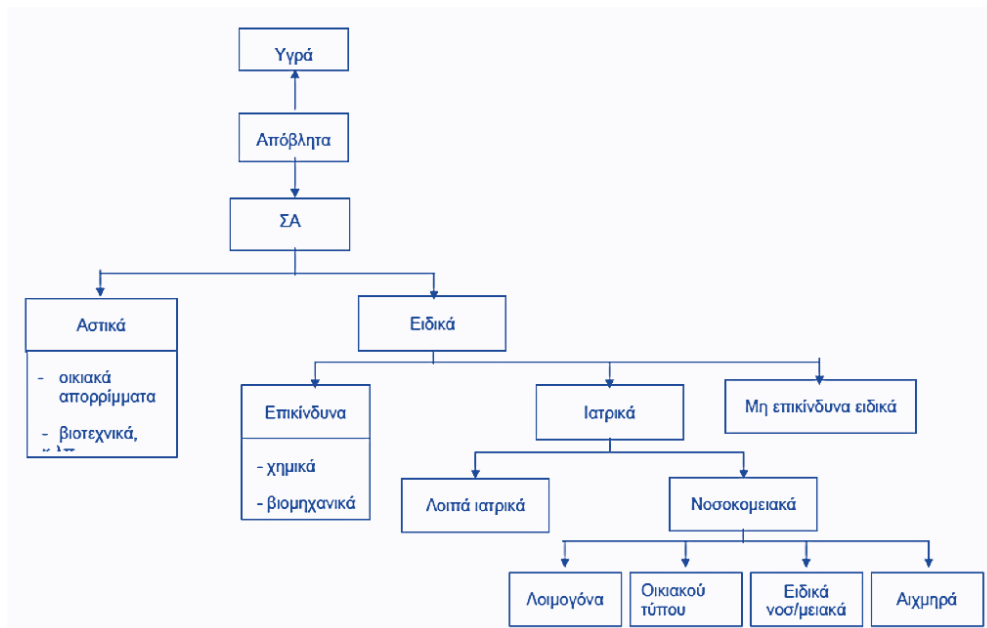 Υγρά
Απόβλητα
ΣΑ
Αστικά
- οικιακά
απορρίμματα
- βιοτεχνικά,
Ειδικά
Επικίνδυνα
- χημικά
- βιομηχανικά
Ιατρικά
Μη επικίνδυνα ειδικά
Λοιπά ιατρικά
Νοσοκομειακά
Λοιμογόνα
Οικιακού
τύπου
Ειδικά
νοσ/μειακά
Αιχμηρά